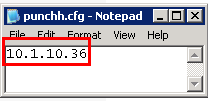 punchh.cfg - Notepad
File Edit Format View Help
10.1.10.36